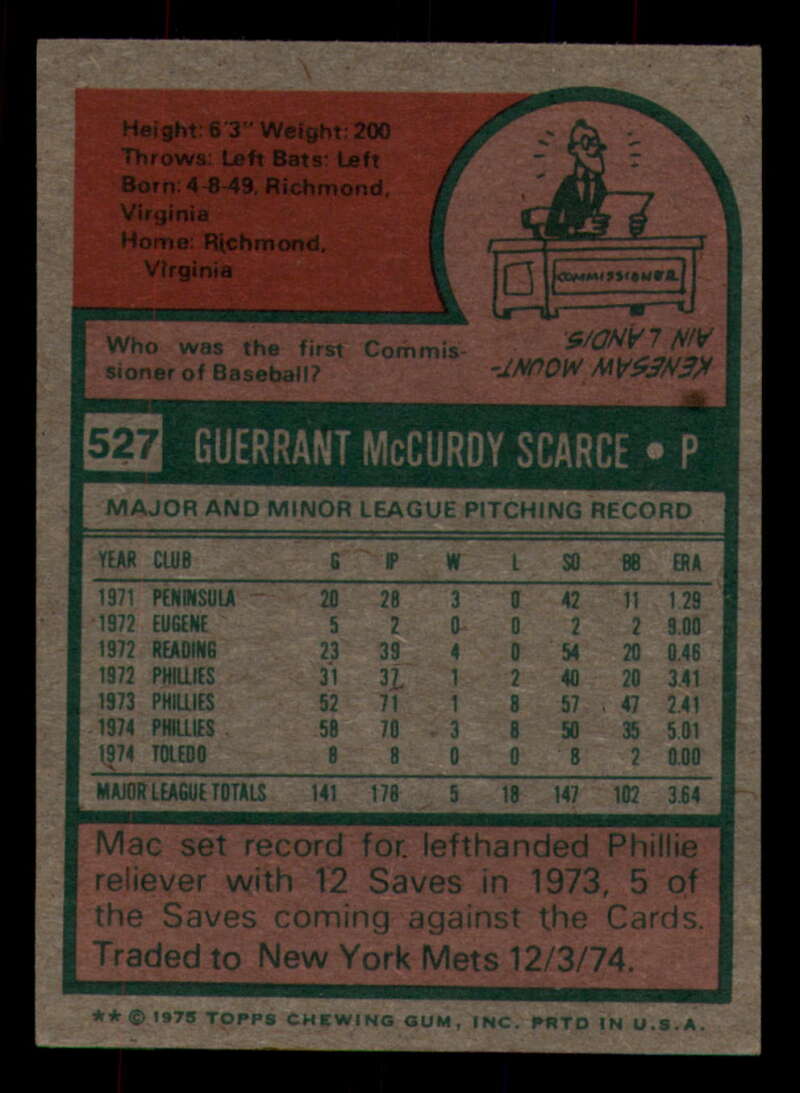 Height: 6'3" Weight: 200
Throws: Left Bats: Left
Born: 4-8-49, Richmond,
Virginia
Home: Richmond,
Virginia
COMMISSIONER
Who was the first Commis-
sioner of Baseball?
KENESAW MOUNT-
AIN LANDIS.
527 GUERRANT McCURDY SCARCE • P
MAJOR AND MINOR LEAGUE PITCHING RECORD
YEAR CLUB G IP W L SO BB ERA
1971 PENINSULA 20 28 3 0 42 11 1.29
1972 EUGENE 5 2 0 0 2 2 9.00
1972 READING 23 39 4 0 54 20 0.46
1972 PHILLIES 31 37 1 2 40 20 3.41
1973 PHILLIES 52 71 1 8 57 47 2.41
1974 PHILLIES 58 70 3 8 50 35 5.01
1974 TOLEDO 8 8 0 0 8 2 0.00
MAJOR LEAGUE TOTALS 141 178 5 18 147 102 3.64
Mac set record for lefthanded Phillie
reliever with 12 Saves in 1973, 5 of
the Saves coming against the Cards.
Traded to New York Mets 12/3/74.
** © 1975 TOPPS CHEWING GUM, INC. PRTD IN U.S.A.